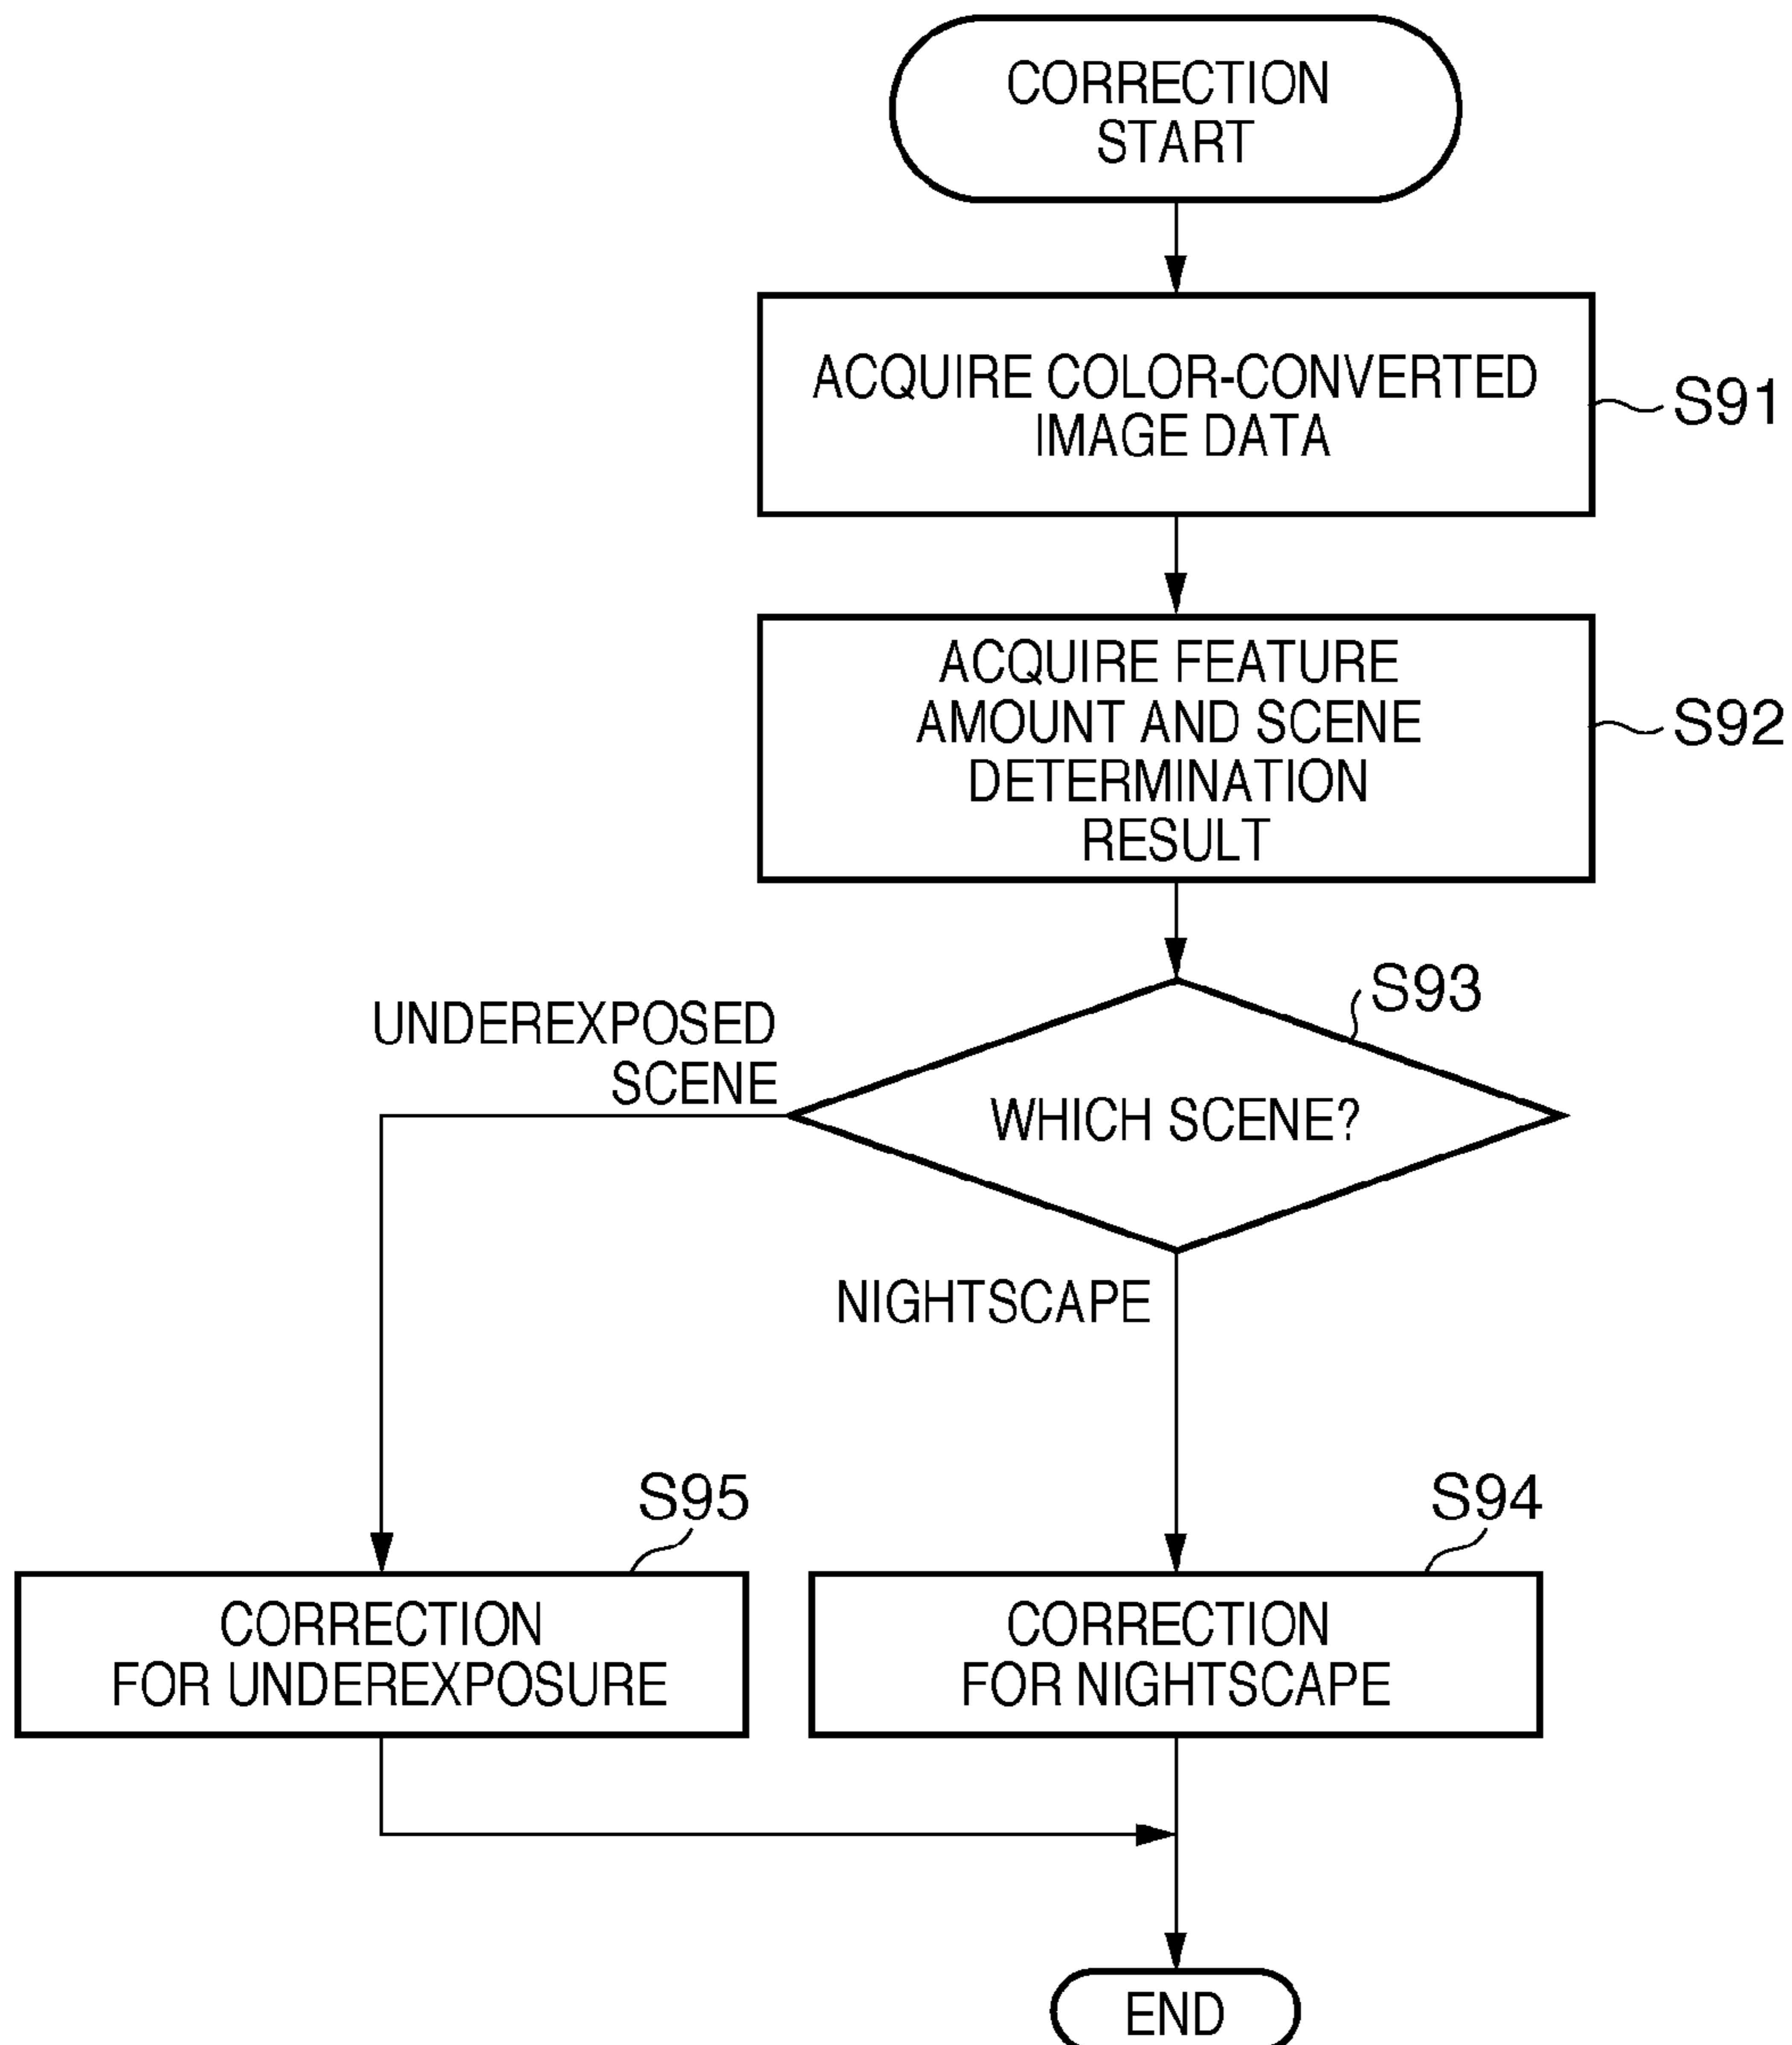 CORRECTION
START
ACQUIRE COLOR-CONVERTED
IMAGE DATA
S91
ACQUIRE FEATURE
AMOUNT AND SCENE
DETERMINATION
RESULT
S92
S93
UNDEREXPOSED
SCENE
WHICH SCENE?
NIGHTSCAPE
S95
S94
CORRECTION
FOR UNDEREXPOSURE
CORRECTION
FOR NIGHTSCAPE
END